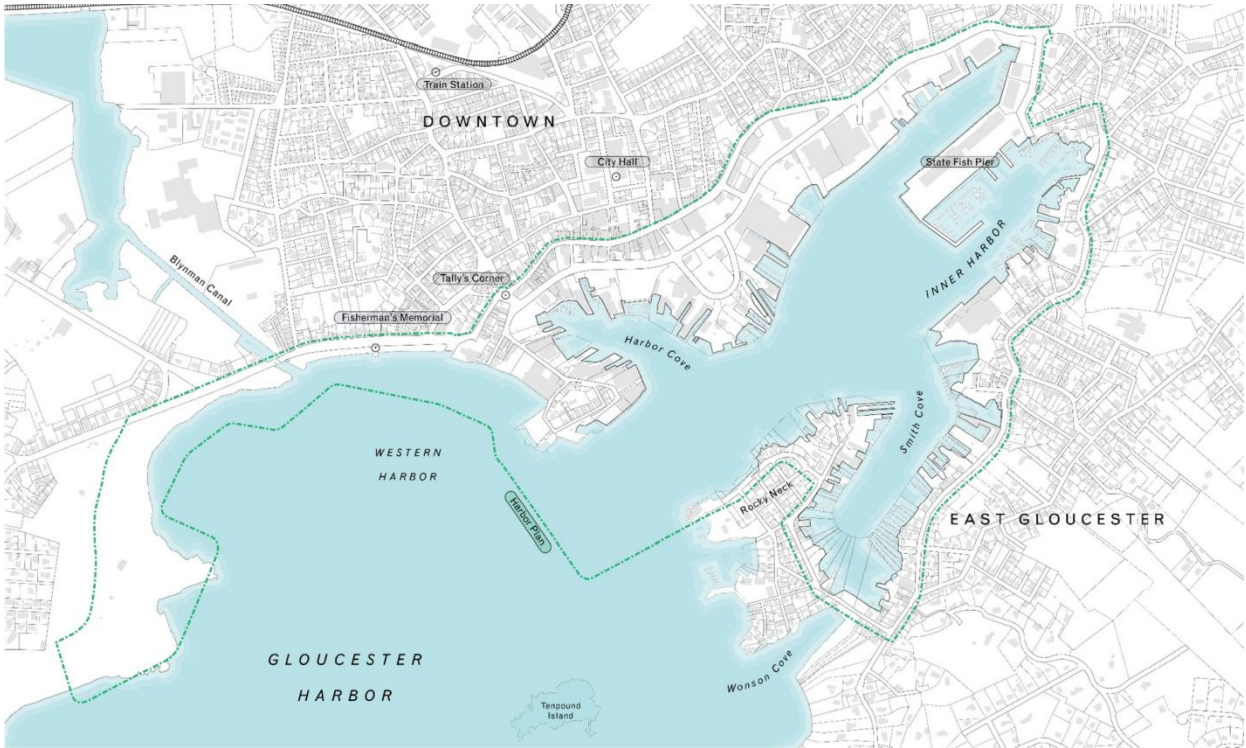 Train Station
DOWNTOWN
City Hall
State Fish Pier
INNER HARBOR
Blynman Canal
Tally's Corner
Fisherman's Memorial
Harbor Cove
Smith Cove
WESTERN
HARBOR
Rocky Neck
Harbor Plan
EAST GLOUCESTER
GLOUCESTER
HARBOR
Wonson Cove
Tenpound
Island